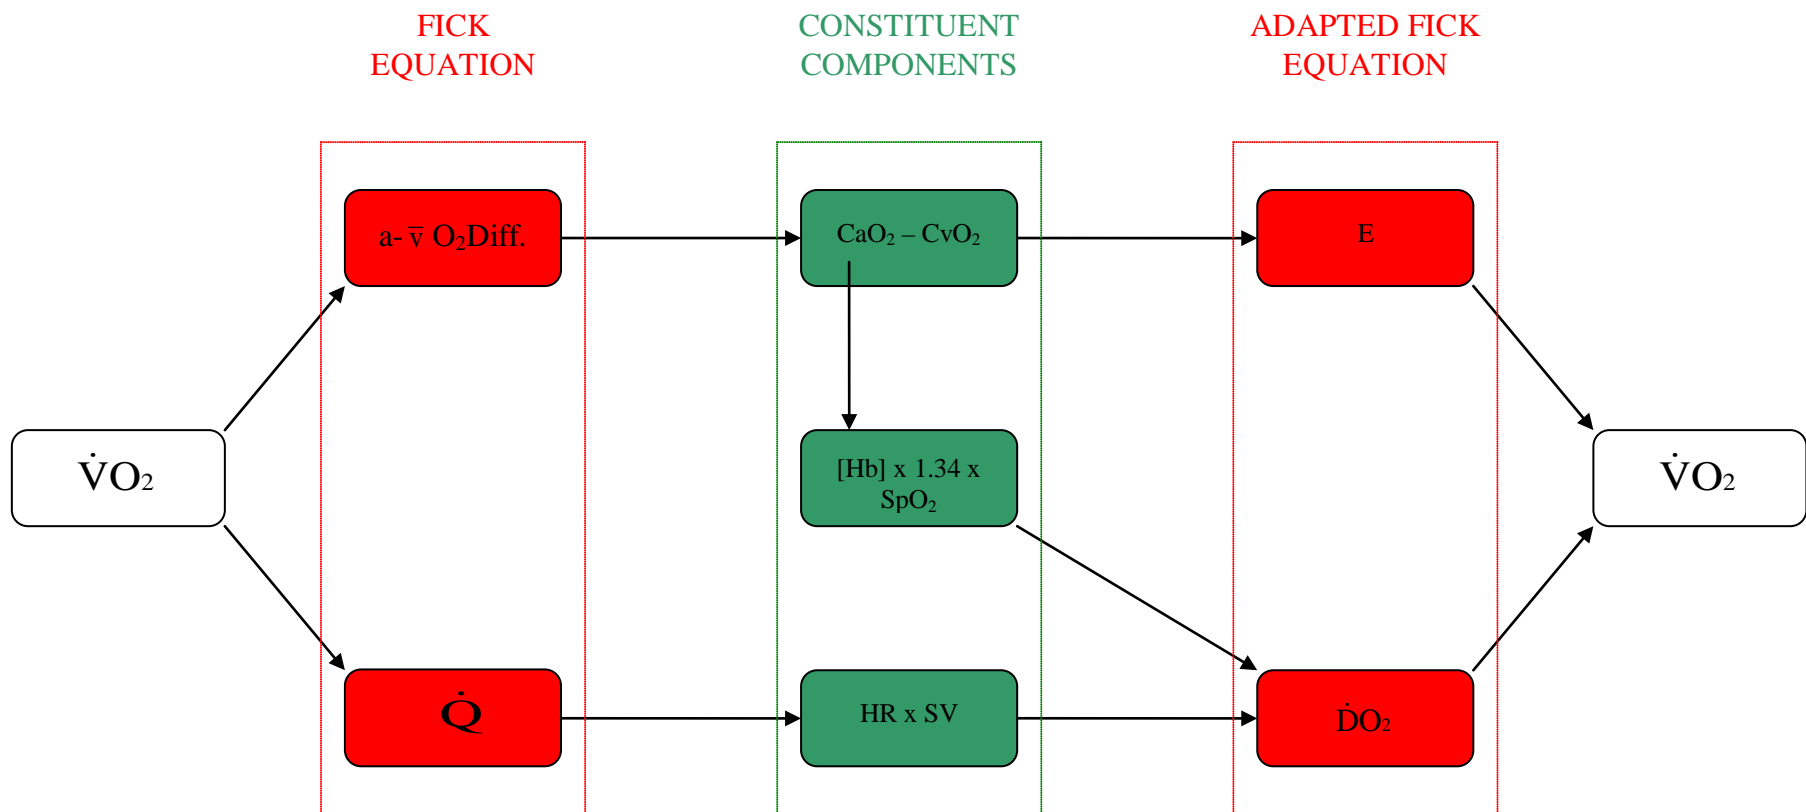 FICK
EQUATION
CONSTITUENT
COMPONENTS
ADAPTED FICK
EQUATION
a- v̅ O₂Diff.
CaO₂ – CvO₂
E
V̇O₂
[Hb] x 1.34 x
SpO₂
V̇O₂
Q̇
HR x SV
ḊO₂